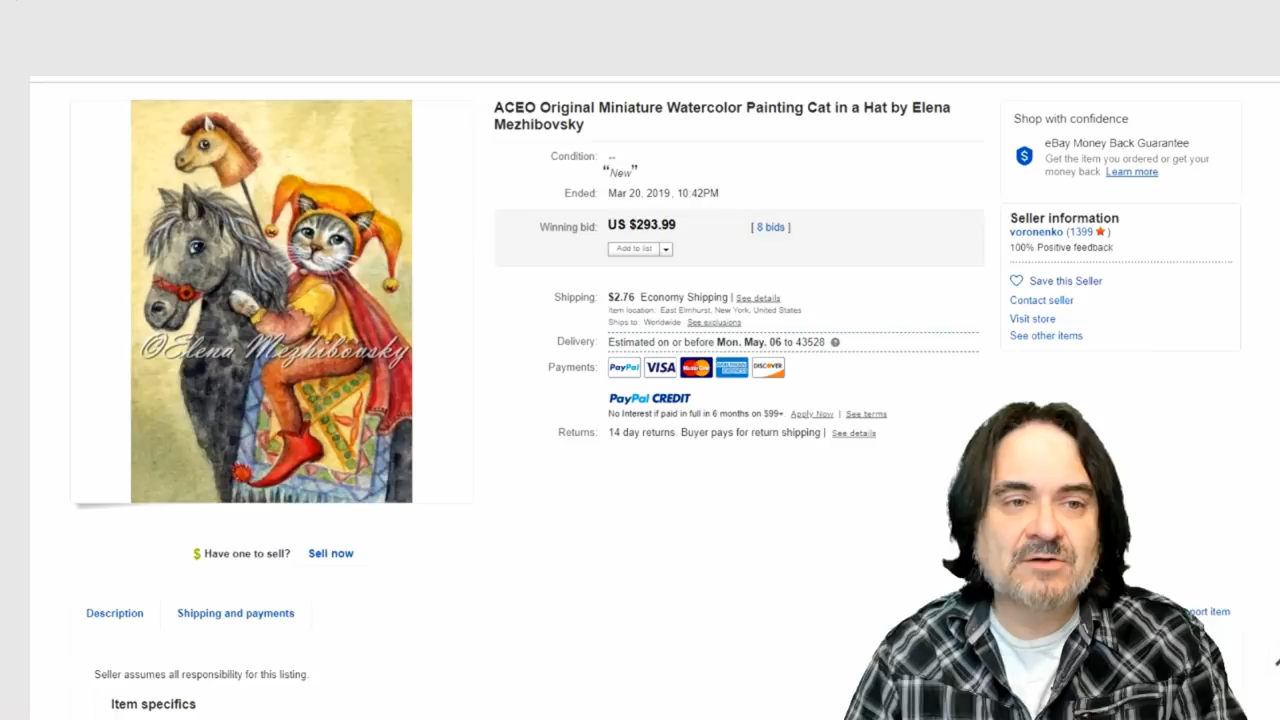 ©Elena Mezhibovsky
$ Have one to sell? Sell now
Description
Shipping and payments
Seller assumes all responsibility for this listing.
Item specifics
ACEO Original Miniature Watercolor Painting Cat in a Hat by Elena
Mezhibovsky
Condition: --
“New”
Ended: Mar 20, 2019 , 10:42PM
Winning bid: US $293.99 [ 8 bids ]
Add to list
Shipping: $2.76 Economy Shipping | See details
Item location: East Elmhurst, New York, United States
Ships to: Worldwide See exclusions
Delivery: Estimated on or before Mon. May. 06 to 43528
Payments: PayPal VISA MasterCard AMERICAN EXPRESS DISCOVER
PayPal CREDIT
No Interest if paid in full in 6 months on $99+. Apply Now | See terms
Returns: 14 day returns. Buyer pays for return shipping | See details
Shop with confidence
eBay Money Back Guarantee
Get the item you ordered or get your
money back Learn more
Seller information
voronenko (1399 ★ )
100% Positive feedback
Save this Seller
Contact seller
Visit store
See other items
port item